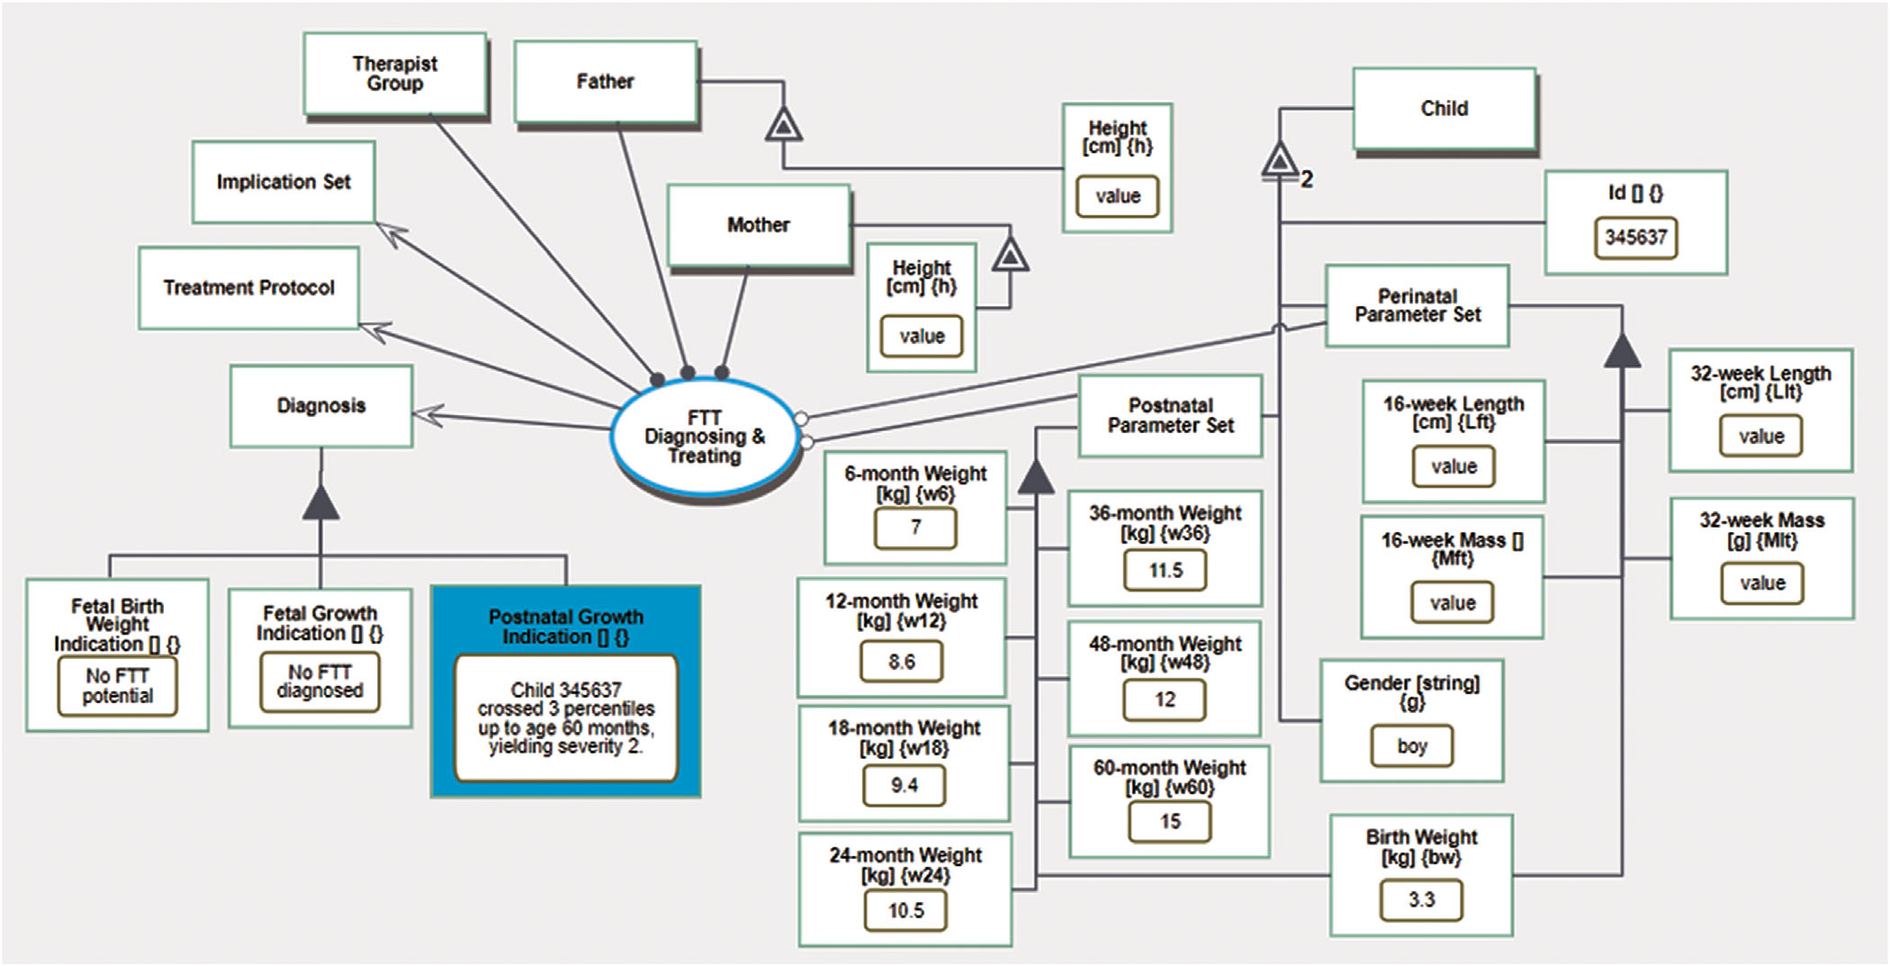 Therapist
Group
Father
Child
Height
[cm] {h}
value
Implication Set
2
Id [] {}
345637
Mother
Height
[cm] {h}
value
Treatment Protocol
Perinatal
Parameter Set
Diagnosis
FTT
Diagnosing &
Treating
Postnatal
Parameter Set
16-week Length
[cm] {Lft}
value
32-week Length
[cm] {Llt}
value
6-month Weight
[kg] {w6}
7
36-month Weight
[kg] {w36}
11.5
16-week Mass []
{Mft}
value
32-week Mass
[g] {Mlt}
value
Fetal Birth
Weight
Indication [] {}
No FTT
potential
Fetal Growth
Indication [] {}
No FTT
diagnosed
Postnatal Growth
Indication [] {}
Child 345637
crossed 3 percentiles
up to age 60 months,
yielding severity 2.
12-month Weight
[kg] {w12}
8.6
48-month Weight
[kg] {w48}
12
Gender [string]
{g}
boy
18-month Weight
[kg] {w18}
9.4
60-month Weight
[kg] {w60}
15
24-month Weight
[kg] {w24}
10.5
Birth Weight
[kg] {bw}
3.3